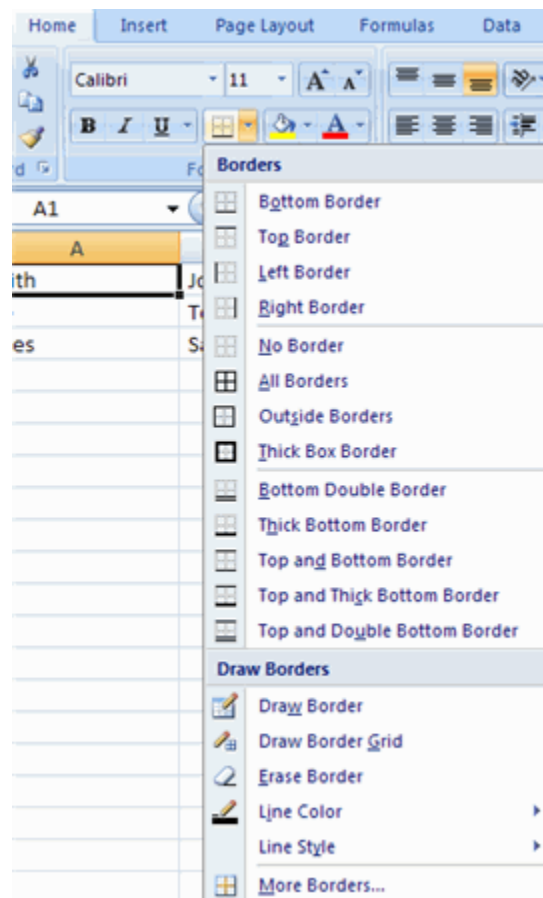 Home Insert Page Layout Formulas Data
Calibri 11 A A
B I U A
A1
A
Borders
Bottom Border
Top Border
Left Border
Right Border
No Border
All Borders
Outside Borders
Thick Box Border
Bottom Double Border
Thick Bottom Border
Top and Bottom Border
Top and Thick Bottom Border
Top and Double Bottom Border
Draw Borders
Draw Border
Draw Border Grid
Erase Border
Line Color
Line Style
More Borders...